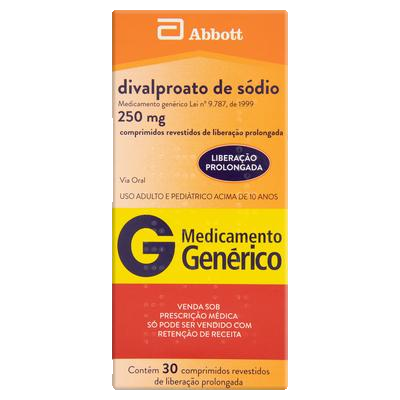 Abbott
divalproato de sódio
Medicamento genérico Lei nº 9.787, de 1999
250 mg
comprimidos revestidos de liberação prolongada
LIBERAÇÃO
PROLONGADA
Via Oral
USO ADULTO E PEDIÁTRICO ACIMA DE 10 ANOS
G Medicamento
Genérico
VENDA SOB
PRESCRIÇÃO MÉDICA
SÓ PODE SER VENDIDO COM
RETENÇÃO DE RECEITA
Contém 30 comprimidos revestidos
de liberação prolongada